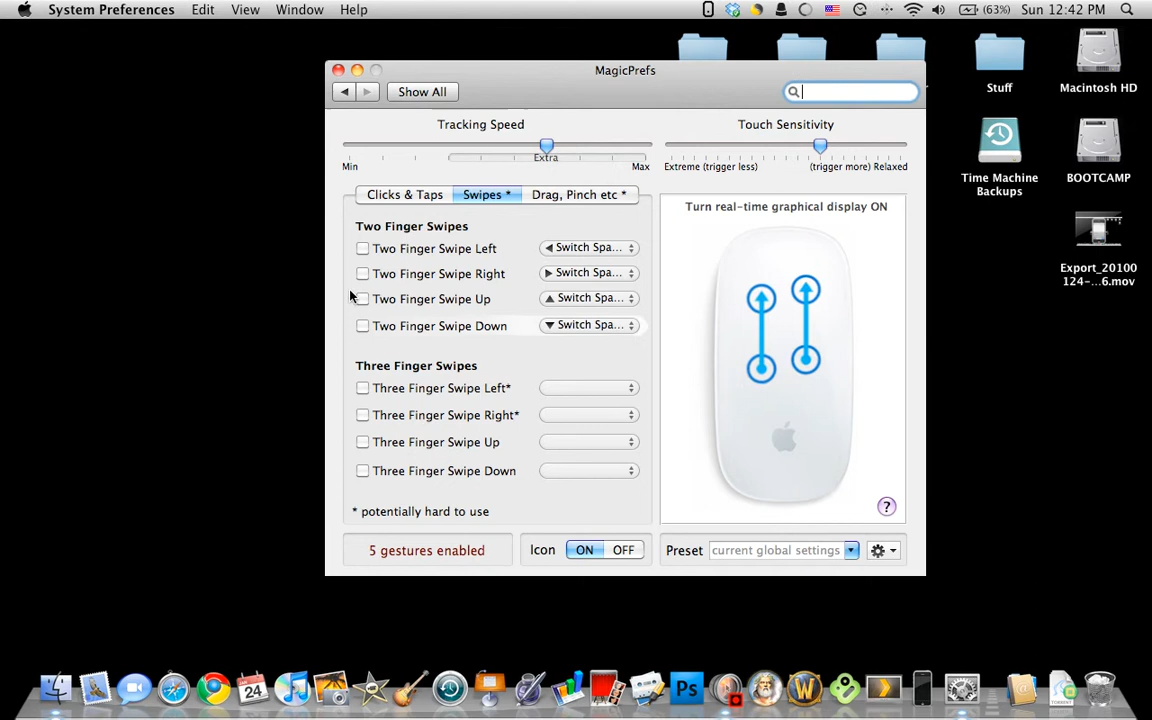 System Preferences Edit View Window Help (63%) Sun 12:42 PM
MagicPrefs
Show All
Stuff
Macintosh HD
Time Machine
Backups
BOOTCAMP
Export_20100
124-...6.mov
Tracking Speed
Min Extra Max
Touch Sensitivity
Extreme (trigger less) (trigger more) Relaxed
Clicks & Taps Swipes * Drag, Pinch etc *
Two Finger Swipes
Two Finger Swipe Left ◀ Switch Spa...
Two Finger Swipe Right ▶ Switch Spa...
Two Finger Swipe Up ▲ Switch Spa...
Two Finger Swipe Down ▼ Switch Spa...
Three Finger Swipes
Three Finger Swipe Left*
Three Finger Swipe Right*
Three Finger Swipe Up
Three Finger Swipe Down
* potentially hard to use
Turn real-time graphical display ON
?
5 gestures enabled
Icon ON OFF
Preset current global settings
24
Ps
W